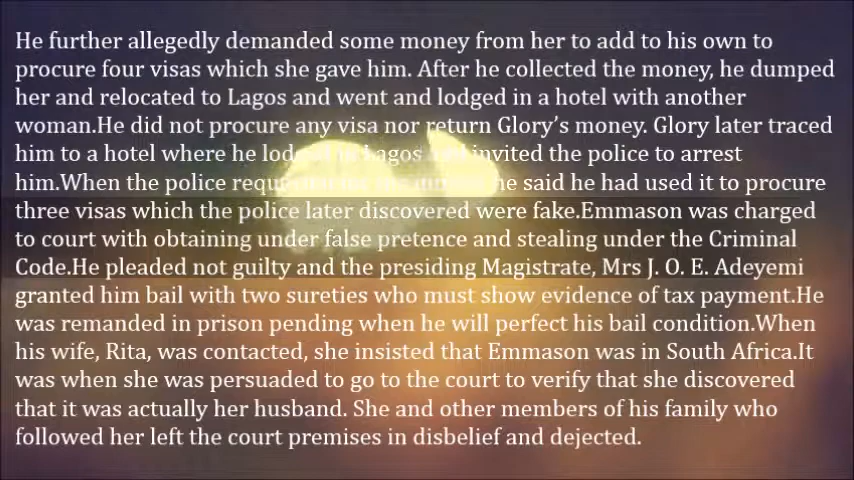 He further allegedly demanded some money from her to add to his own to
procure four visas which she gave him. After he collected the money, he dumped
her and relocated to Lagos and went and lodged in a hotel with another
woman.He did not procure any visa nor return Glory's money. Glory later traced
him to a hotel where he lodged in Lagos and invited the police to arrest
him.When the police he said he had used it to procure
three visas which the police later discovered were fake.Emmason was charged
to court with obtaining under false pretence and stealing under the Criminal
Code.He pleaded not guilty and the presiding Magistrate, Mrs J. O. E. Adeyemi
granted him bail with two sureties who must show evidence of tax payment.He
was remanded in prison pending when he will perfect his bail condition.When
his wife, Rita, was contacted, she insisted that Emmason was in South Africa.It
was when she was persuaded to go to the court to verify that she discovered
that it was actually her husband. She and other members of his family who
followed her left the court premises in disbelief and dejected.